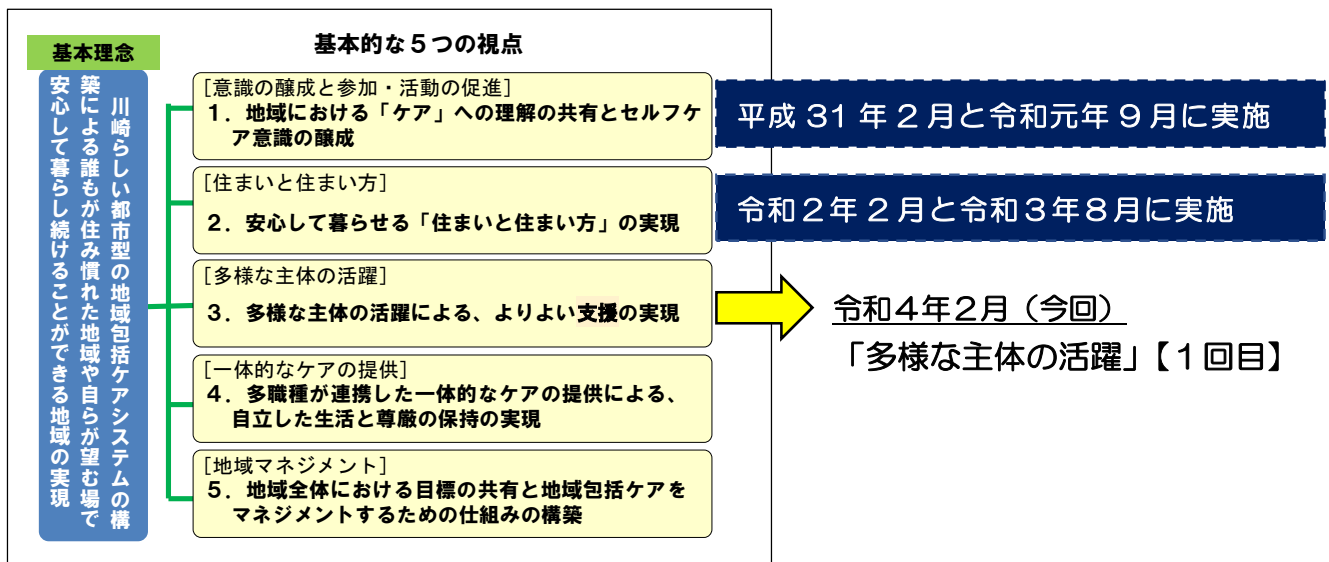 基本的な５つの視点
基本理念
川崎らしい都市型の地域包括ケアシステムの構
築による誰もが住み慣れた地域や自らが望む場で
安心して暮らし続けることができる地域の実現
［意識の醸成と参加・活動の促進］
１．地域における「ケア」への理解の共有とセルフケ
ア意識の醸成
平成 31 年 2 月と令和元年 9 月に実施
［住まいと住まい方］
２．安心して暮らせる「住まいと住まい方」の実現
令和２年 2 月と令和３年８月に実施
［多様な主体の活躍］
３．多様な主体の活躍による、よりよい支援の実現
令和４年２月（今回）
「多様な主体の活躍」【１回目】
［一体的なケアの提供］
４．多職種が連携した一体的なケアの提供による、
自立した生活と尊厳の保持の実現
［地域マネジメント］
５．地域全体における目標の共有と地域包括ケアを
マネジメントするための仕組みの構築